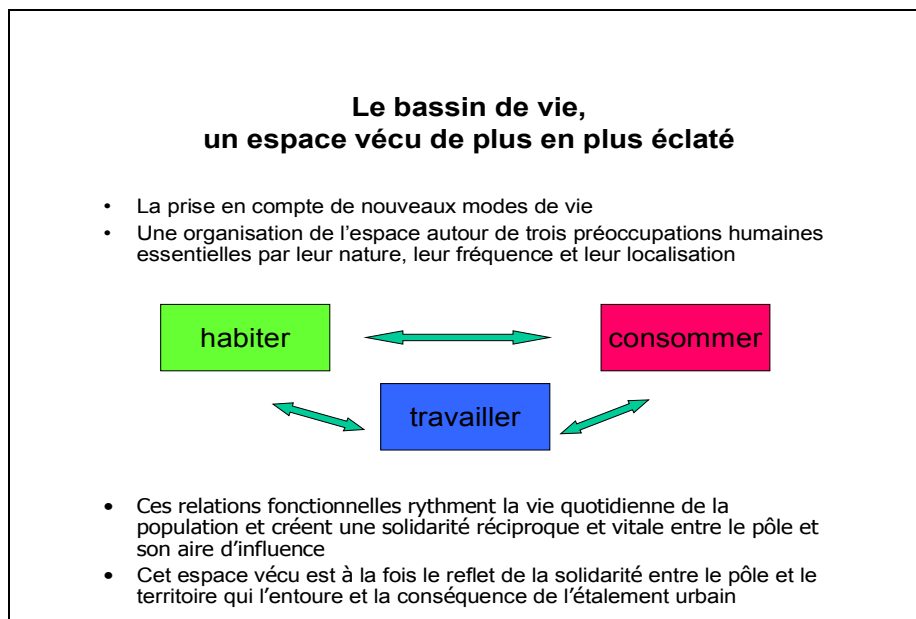 Le bassin de vie,
un espace vécu de plus en plus éclaté
• La prise en compte de nouveaux modes de vie
• Une organisation de l'espace autour de trois préoccupations humaines
essentielles par leur nature, leur fréquence et leur localisation
habiter
consommer
travailler
• Ces relations fonctionnelles rythment la vie quotidienne de la
population et créent une solidarité réciproque et vitale entre le pôle et
son aire d'influence
• Cet espace vécu est à la fois le reflet de la solidarité entre le pôle et le
territoire qui l'entoure et la conséquence de l'étalement urbain